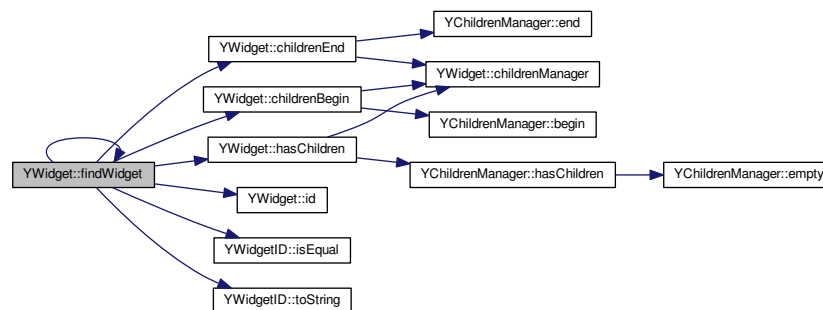 YWidget::findWidget
YWidget::childrenEnd
YWidget::childrenBegin
YWidget::hasChildren
YWidget::id
YWidgetID::isEqual
YWidgetID::toString
YChildrenManager::end
YWidget::childrenManager
YChildrenManager::begin
YChildrenManager::hasChildren
YChildrenManager::empty